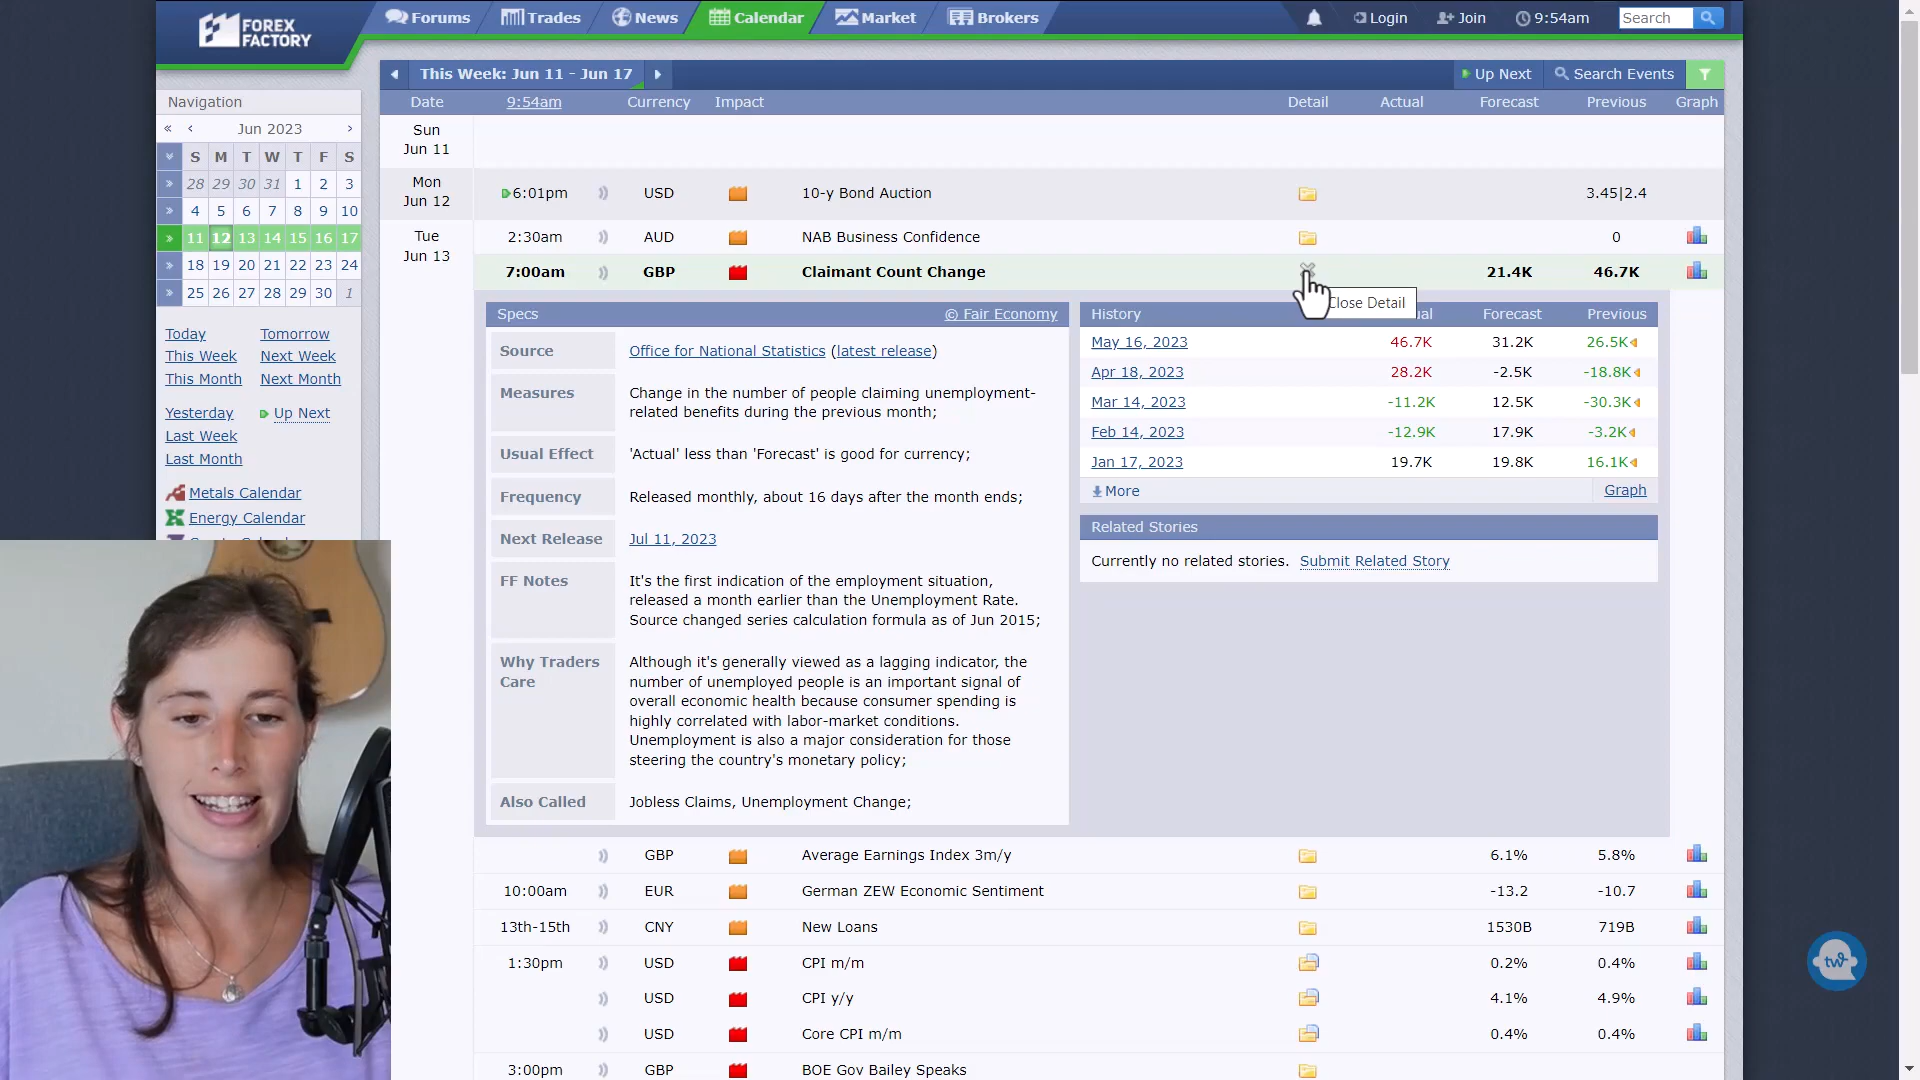 FOREX FACTORY
Forums
Trades
News
Calendar
Market
Brokers
Login
Join
9:54am
Search
Navigation
« ‹ Jun 2023 ›
S M T W T F S
28 29 30 31 1 2 3
4 5 6 7 8 9 10
11 12 13 14 15 16 17
18 19 20 21 22 23 24
25 26 27 28 29 30 1
Today Tomorrow
This Week Next Week
This Month Next Month
Yesterday Up Next
Last Week
Last Month
Metals Calendar
Energy Calendar
This Week: Jun 11 - Jun 17
Up Next
Search Events
Date 9:54am Currency Impact Detail Actual Forecast Previous Graph
Sun
Jun 11
Mon
Jun 12
6:01pm USD 10-y Bond Auction 3.45|2.4
Tue
Jun 13
2:30am AUD NAB Business Confidence 0
7:00am GBP Claimant Count Change 21.4K 46.7K
Close Detail
Specs © Fair Economy
Source Office for National Statistics (latest release)
Measures Change in the number of people claiming unemployment-
related benefits during the previous month;
Usual Effect 'Actual' less than 'Forecast' is good for currency;
Frequency Released monthly, about 16 days after the month ends;
Next Release Jul 11, 2023
FF Notes It's the first indication of the employment situation,
released a month earlier than the Unemployment Rate.
Source changed series calculation formula as of Jun 2015;
Why Traders Care
Although it's generally viewed as a lagging indicator, the
number of unemployed people is an important signal of
overall economic health because consumer spending is
highly correlated with labor-market conditions.
Unemployment is also a major consideration for those
steering the country's monetary policy;
Also Called Jobless Claims, Unemployment Change;
History Forecast Previous
May 16, 2023 46.7K 31.2K 26.5K
Apr 18, 2023 28.2K -2.5K -18.8K
Mar 14, 2023 -11.2K 12.5K -30.3K
Feb 14, 2023 -12.9K 17.9K -3.2K
Jan 17, 2023 19.7K 19.8K 16.1K
More Graph
Related Stories
Currently no related stories. Submit Related Story
GBP Average Earnings Index 3m/y 6.1% 5.8%
10:00am EUR German ZEW Economic Sentiment -13.2 -10.7
13th-15th CNY New Loans 1530B 719B
1:30pm USD CPI m/m 0.2% 0.4%
USD CPI y/y 4.1% 4.9%
USD Core CPI m/m 0.4% 0.4%
3:00pm GBP BOE Gov Bailey Speaks
tw